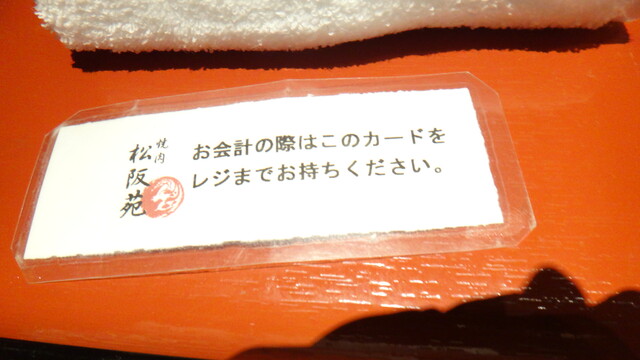 焼肉
松阪苑
お会計の際はこのカードを
レジまでお持ちください。